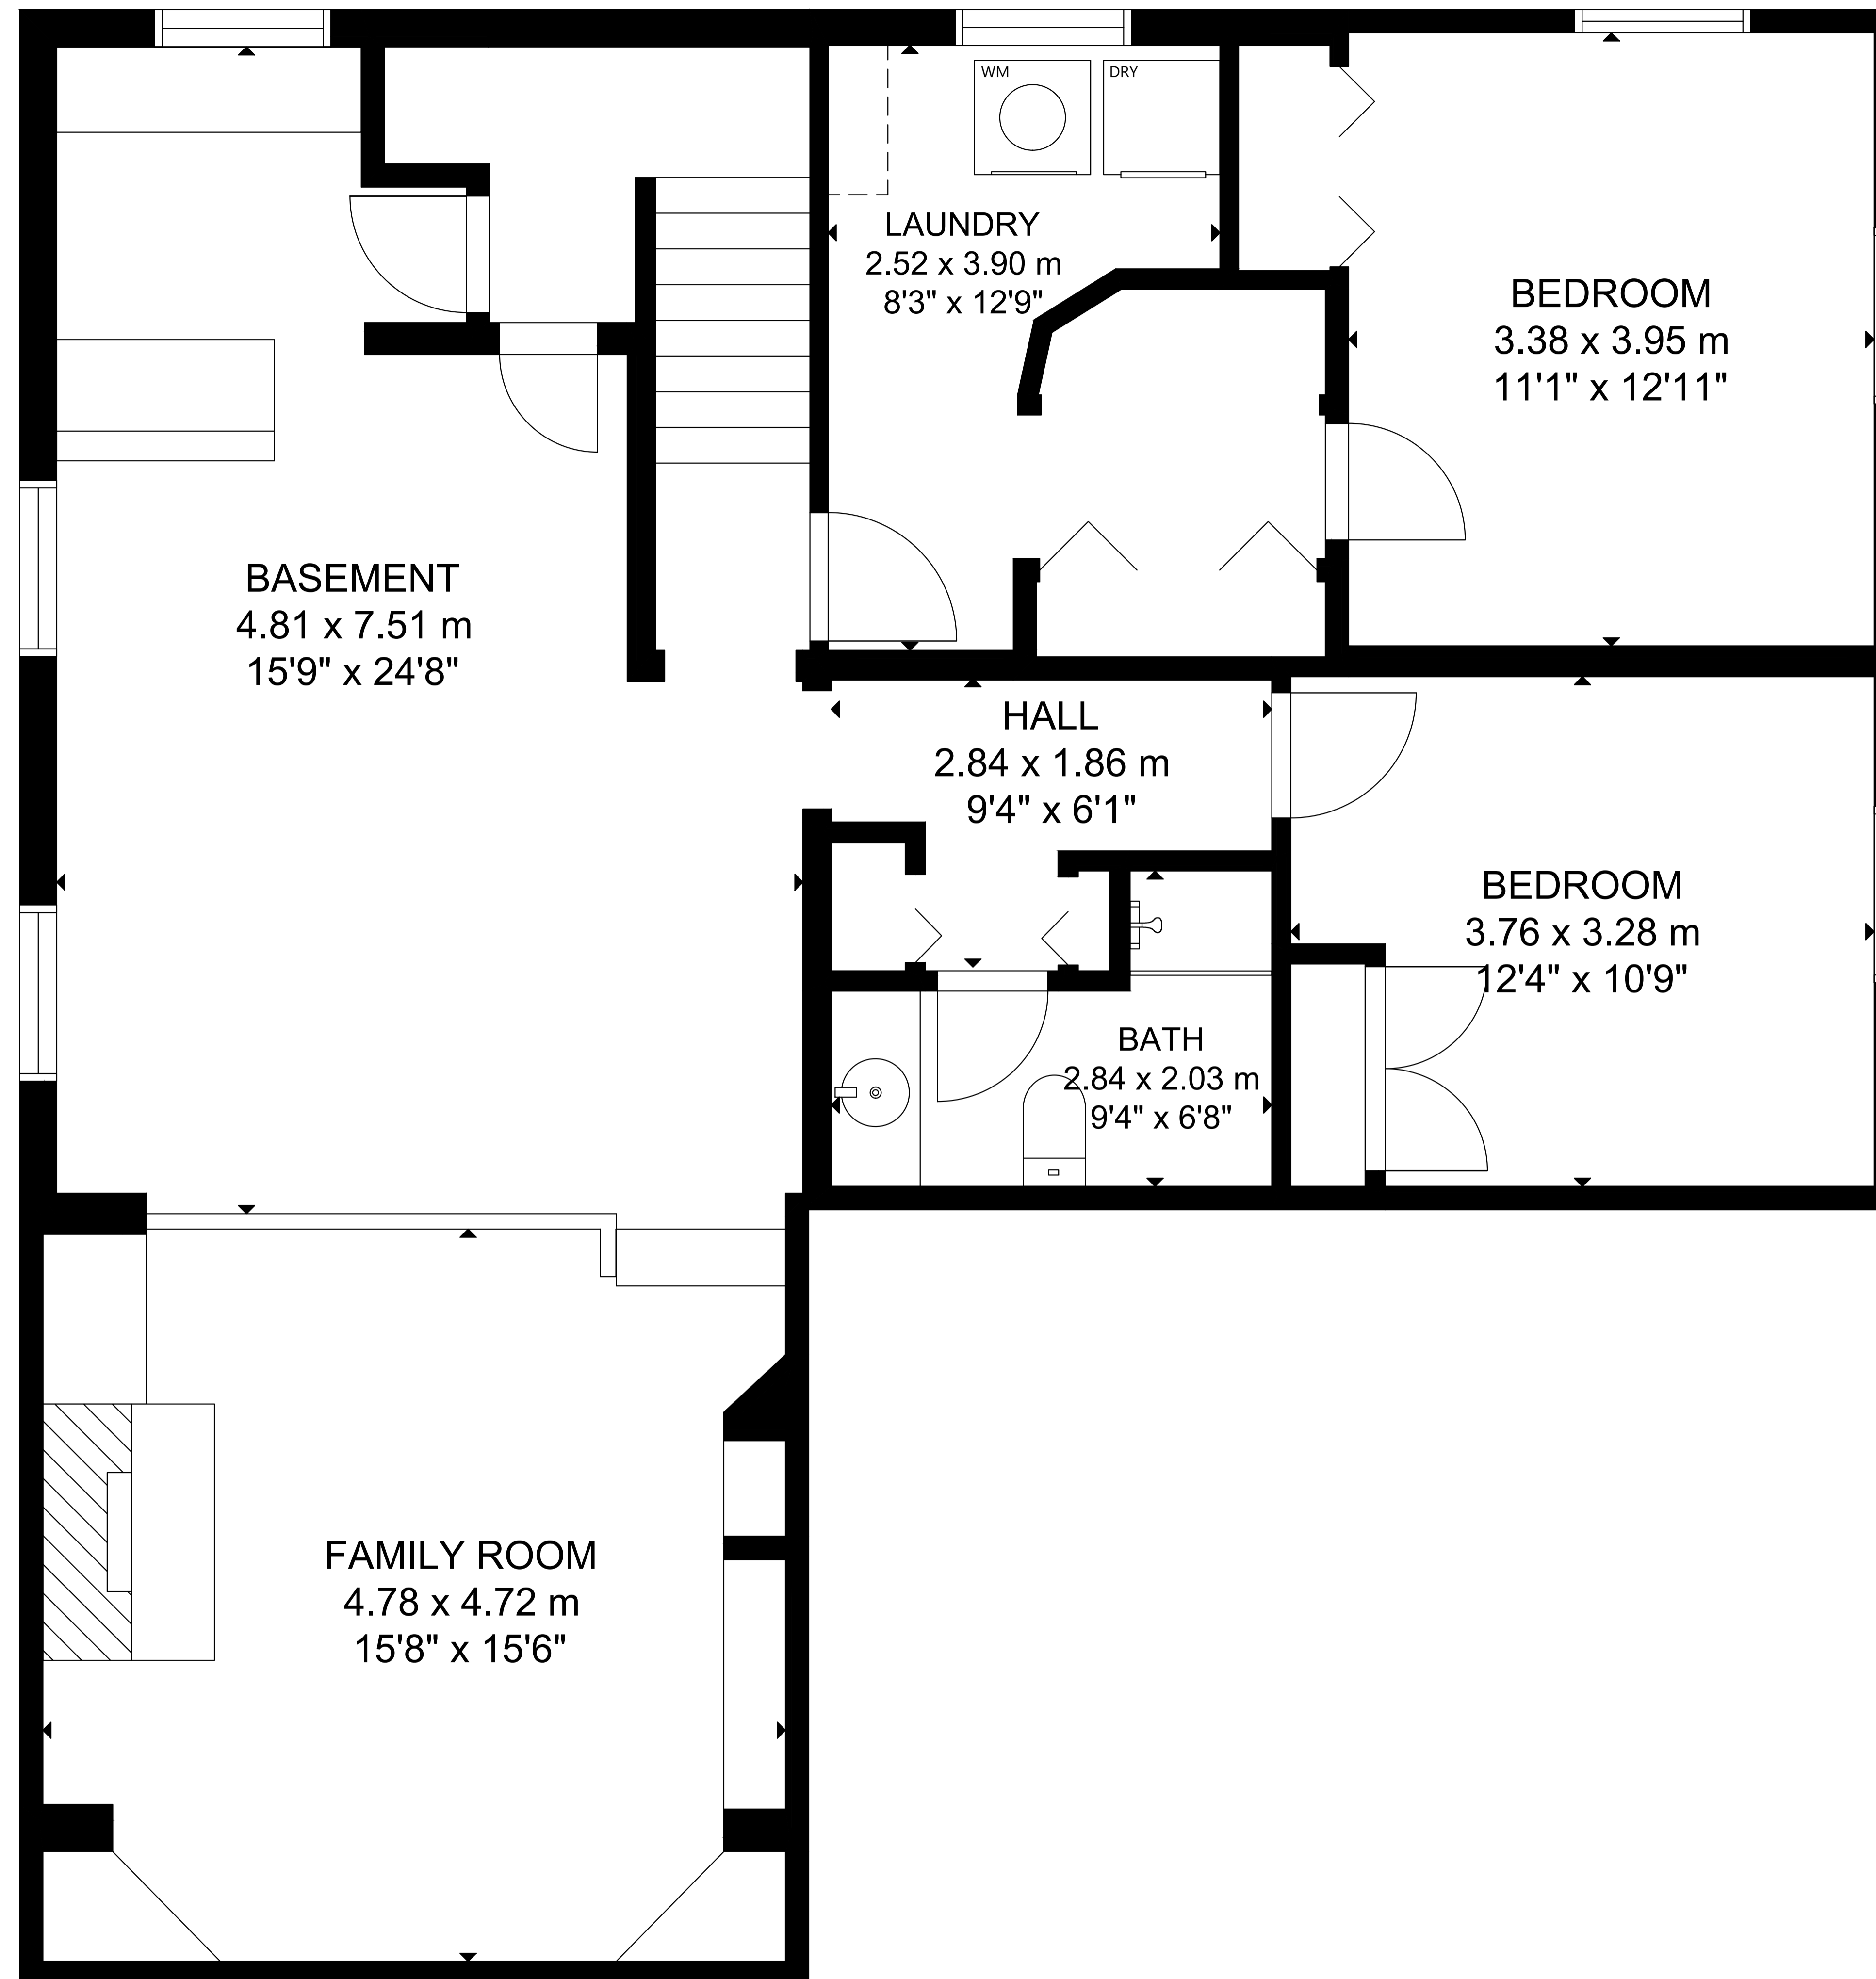 WM
DRY
LAUNDRY
2.52 x 3.90 m
8'3" x 12'9"
BEDROOM
3.38 x 3.95 m
11'1" x 12'11"
BASEMENT
4.81 x 7.51 m
15'9" x 24'8"
HALL
2.84 x 1.86 m
9'4" x 6'1"
BEDROOM
3.76 x 3.28 m
12'4" x 10'9"
BATH
2.84 x 2.03 m
9'4" x 6'8"
FAMILY ROOM
4.78 x 4.72 m
15'8" x 15'6"